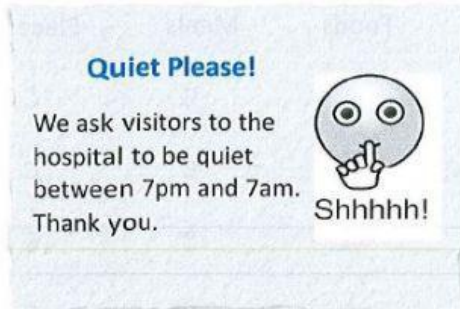 Quiet Please!
We ask visitors to the
hospital to be quiet
between 7pm and 7am.
Thank you.
Shhhhh!